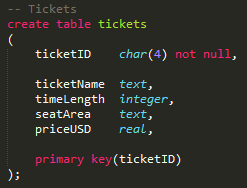 -- Tickets
create table tickets
(
ticketID char(4) not null,
ticketName text,
timeLength integer,
seatArea text,
priceUSD real,
primary key(ticketID)
);